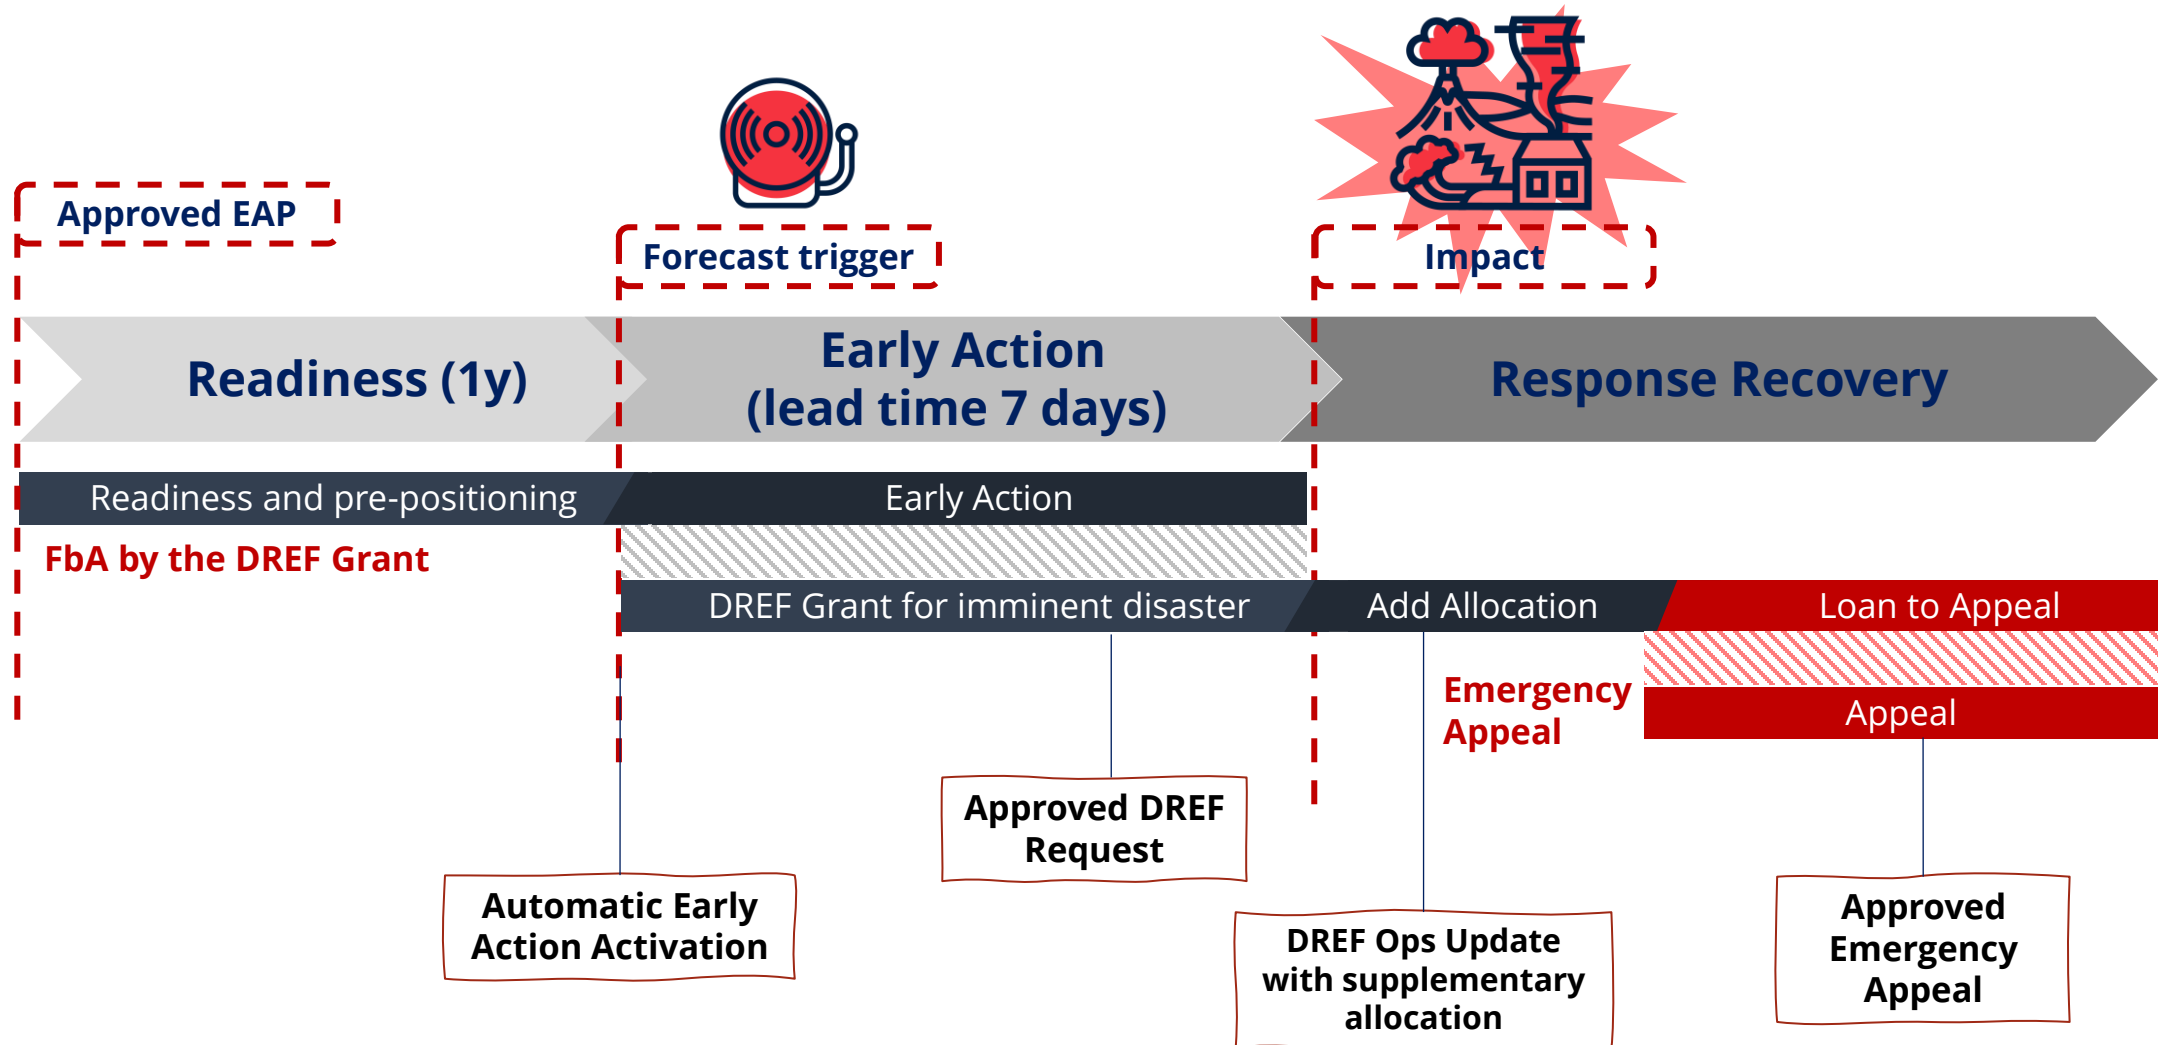 Approved EAP
Forecast trigger
Impact
Readiness (1y)
Early Action
(lead time 7 days)
Response Recovery
Readiness and pre-positioning
Early Action
FbA by the DREF Grant
DREF Grant for imminent disaster
Add Allocation
Loan to Appeal
Emergency
Appeal
Appeal
Approved DREF
Request
Automatic Early
Action Activation
DREF Ops Update
with supplementary
allocation
Approved
Emergency
Appeal